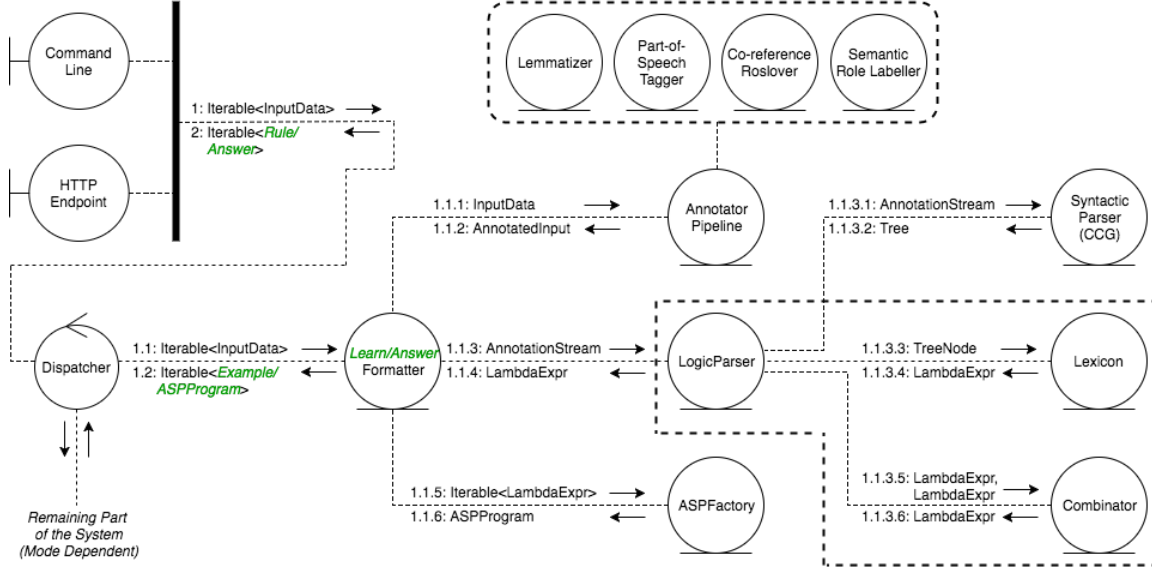 Command
Line
HTTP
Endpoint
1: Iterable<InputData>
2: Iterable<Rule/
Answer>
Lemmatizer
Part-of-
Speech
Tagger
Co-reference
Roslover
Semantic
Role Labeller
1.1.1: InputData
1.1.2: AnnotatedInput
Annotator
Pipeline
1.1.3.1: AnnotationStream
1.1.3.2: Tree
Syntactic
Parser
(CCG)
Dispatcher
1.1: Iterable<InputData>
1.2: Iterable<Example/
ASPProgram>
Learn/Answer
Formatter
1.1.3: AnnotationStream
1.1.4: LambdaExpr
LogicParser
1.1.3.3: TreeNode
1.1.3.4: LambdaExpr
Lexicon
1.1.5: Iterable<LambdaExpr>
1.1.6: ASPProgram
ASPFactory
1.1.3.5: LambdaExpr,
LambdaExpr
1.1.3.6: LambdaExpr
Combinator
Remaining Part
of the System
(Mode Dependent)